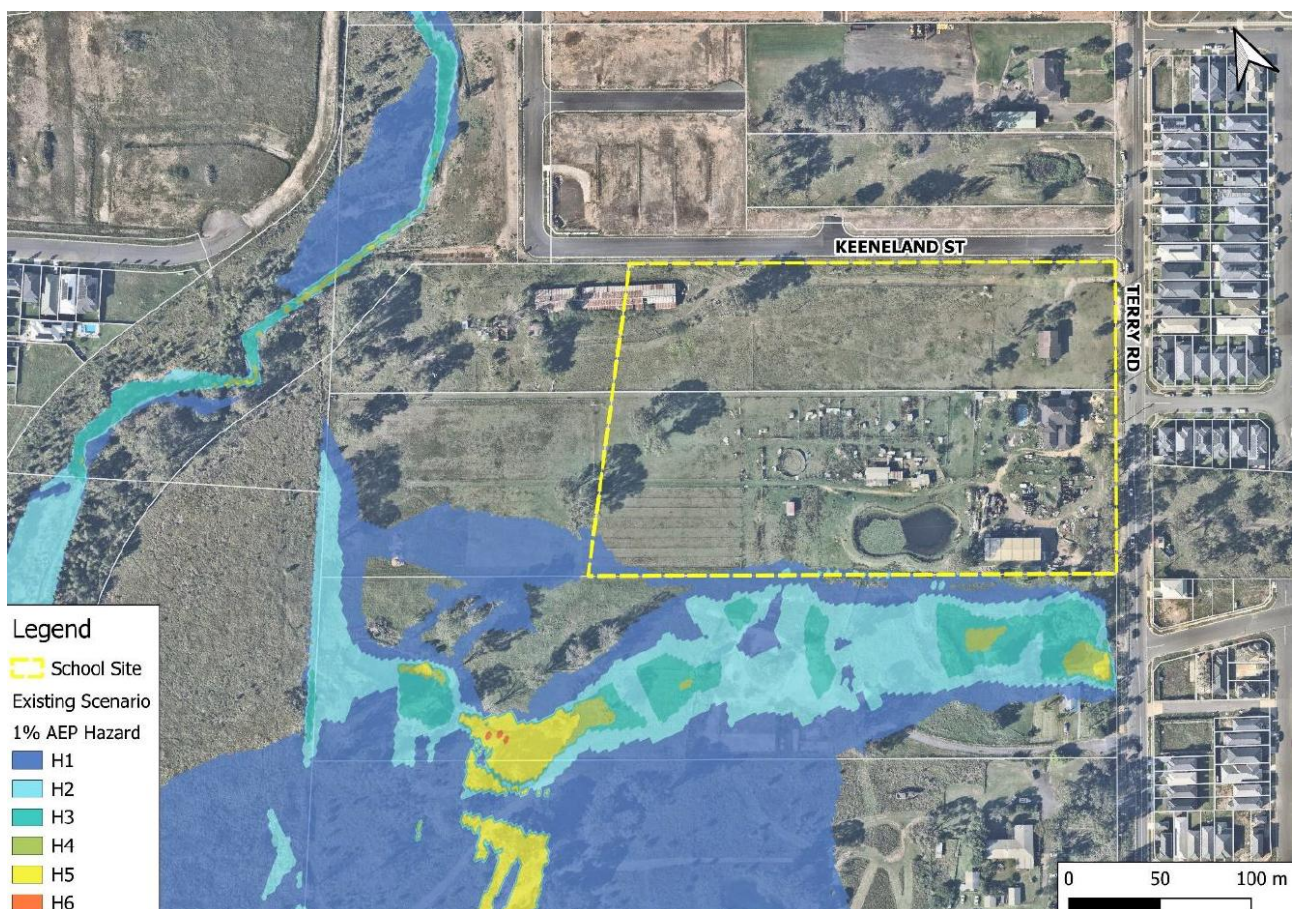 KEENELAND ST
TERRY RD
Legend
School Site
Existing Scenario
1% AEP Hazard
H1
H2
H3
H4
H5
H6
0 50 100 m